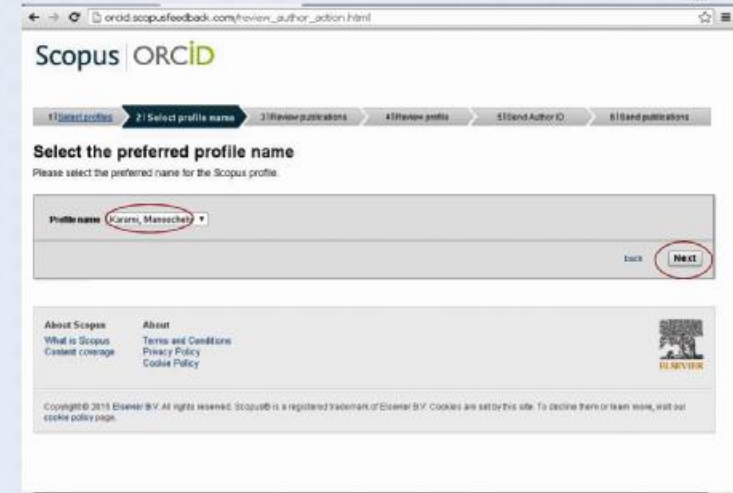 orcid.scopusfeedback.com/review_author_action.html
Scopus ORCID
1 | Select profiles 2 | Select profile name 3 | Review publications 4 | Review profile 5 | Send Author ID 6 | Send publications
Select the preferred profile name
Please select the preferred name for the Scopus profile.
Profile name Karami, Manoochehr
back Next
About Scopus About
What is Scopus Terms and Conditions
Content coverage Privacy Policy
Cookie Policy
ELSEVIER
Copyright © 2015 Elsevier B.V. All rights reserved. Scopus® is a registered trademark of Elsevier B.V. Cookies are set by this site. To decline them or learn more, visit our
cookie policy page.